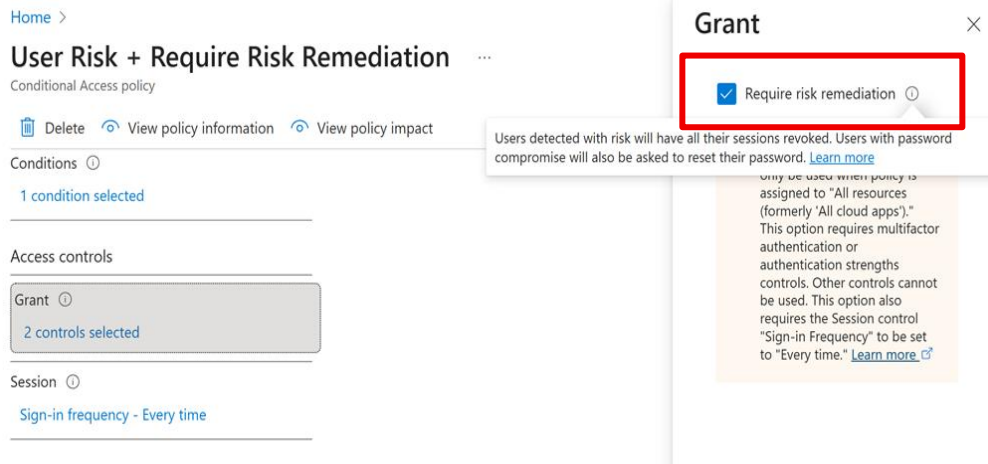 Home >
User Risk + Require Risk Remediation ...
Conditional Access policy
Delete View policy information View policy impact
Conditions
1 condition selected
Access controls
Grant
2 controls selected
Session
Sign-in frequency - Every time
Grant
Require risk remediation
Users detected with risk will have all their sessions revoked. Users with password
compromise will also be asked to reset their password. Learn more
only be used when policy is
assigned to "All resources
(formerly 'All cloud apps')."
This option requires multifactor
authentication or
authentication strengths
controls. Other controls cannot
be used. This option also
requires the Session control
"Sign-in Frequency" to be set
to "Every time." Learn more